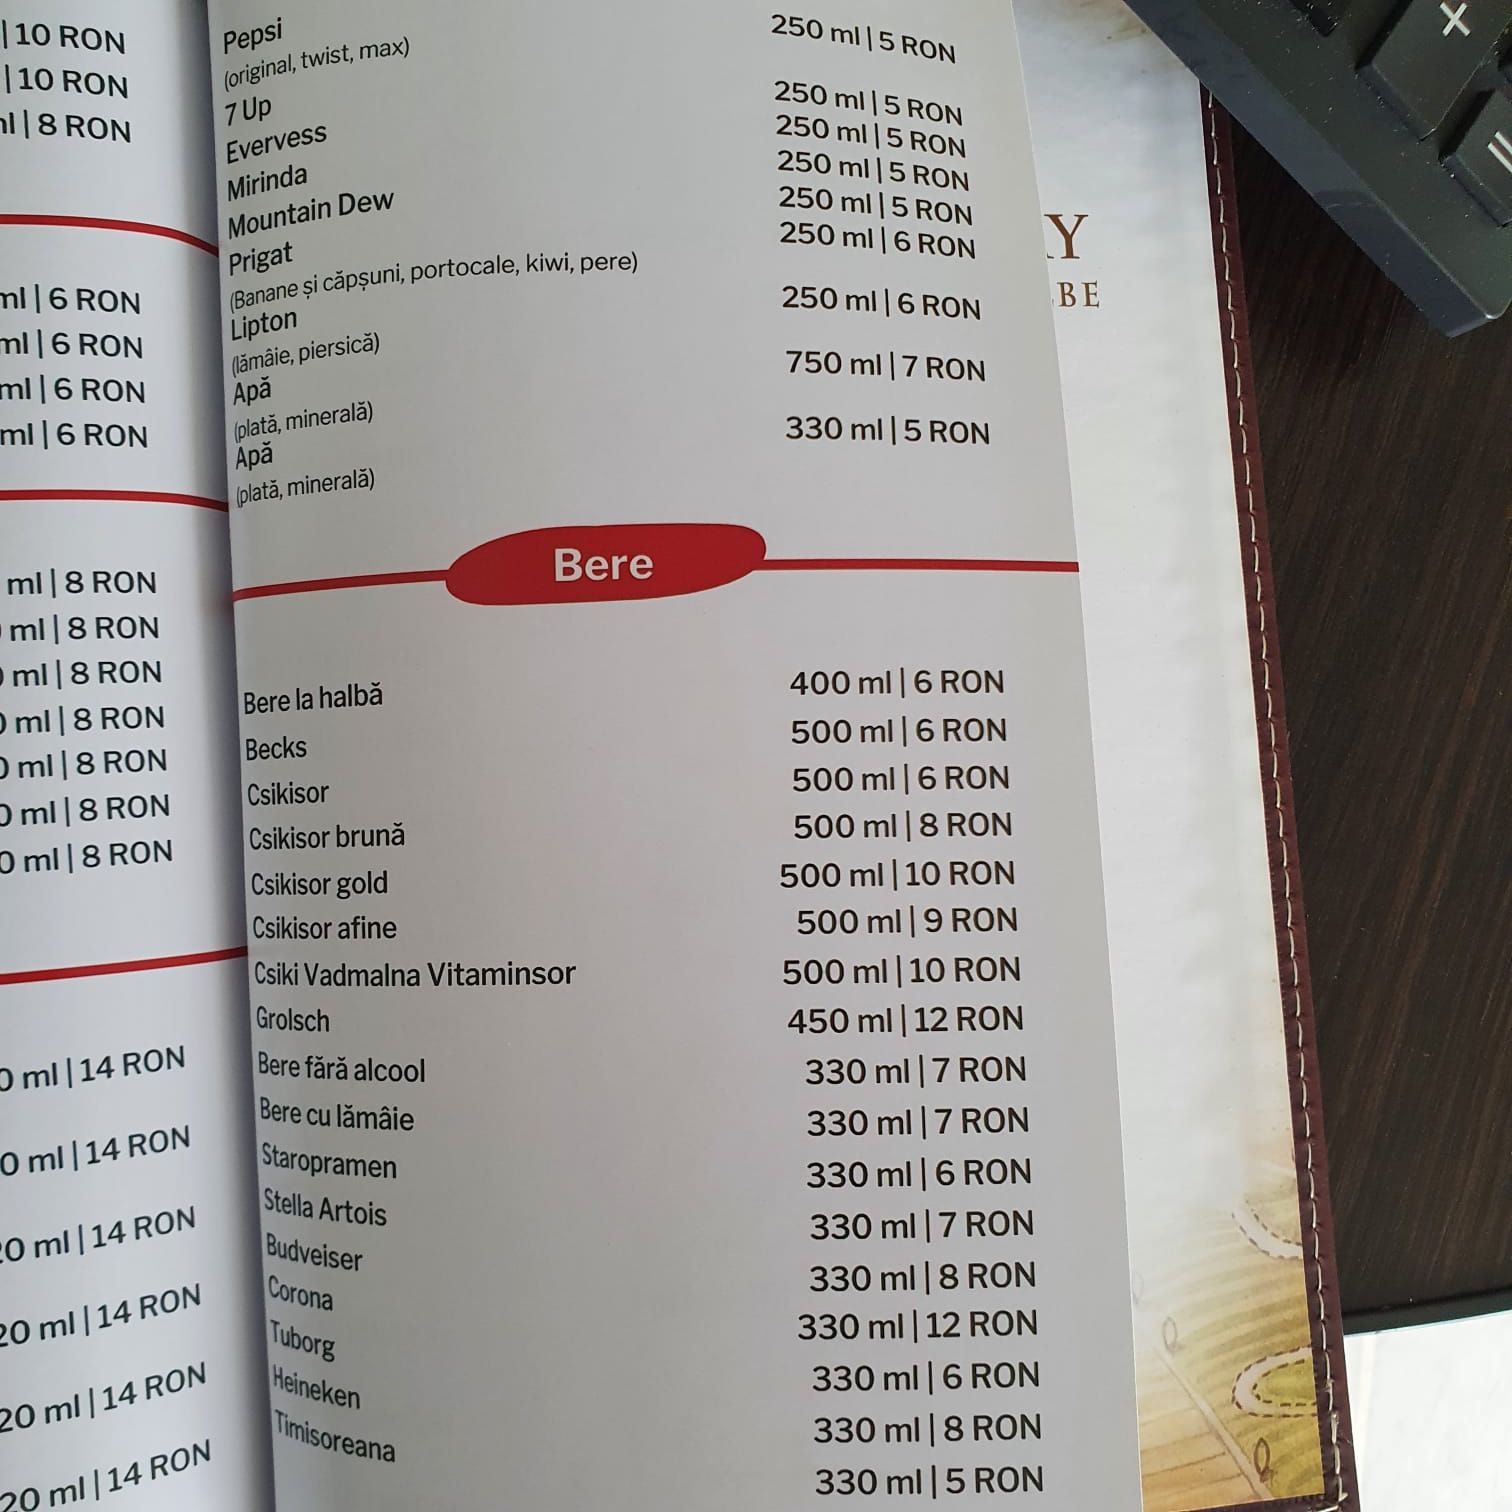 | 10 RON
| 10 RON
| 8 RON
ml | 6 RON
ml | 6 RON
ml | 6 RON
ml | 6 RON
ml | 8 RON
ml | 8 RON
ml | 8 RON
0 ml | 8 RON
0 ml | 8 RON
0 ml | 8 RON
0 ml | 8 RON
0 ml | 14 RON
0 ml | 14 RON
20 ml | 14 RON
20 ml | 14 RON
20 ml | 14 RON
20 ml | 14 RON
Pepsi 250 ml | 5 RON
(original, twist, max)
7 Up 250 ml | 5 RON
Evervess 250 ml | 5 RON
Mirinda 250 ml | 5 RON
Mountain Dew 250 ml | 5 RON
Prigat 250 ml | 6 RON
(Banane și căpșuni, portocale, kiwi, pere)
Lipton 250 ml | 6 RON
(lămâie, piersică)
Apă 750 ml | 7 RON
(plată, minerală)
Apă 330 ml | 5 RON
(plată, minerală)
Bere
Bere la halbă 400 ml | 6 RON
Becks 500 ml | 6 RON
Csikisor 500 ml | 6 RON
Csikisor brună 500 ml | 8 RON
Csikisor gold 500 ml | 10 RON
Csikisor afine 500 ml | 9 RON
Csiki Vadmalna Vitaminsor 500 ml | 10 RON
Grolsch 450 ml | 12 RON
Bere fără alcool 330 ml | 7 RON
Bere cu lămâie 330 ml | 7 RON
Staropramen 330 ml | 6 RON
Stella Artois 330 ml | 7 RON
Budveiser 330 ml | 8 RON
Corona 330 ml | 12 RON
Tuborg 330 ml | 6 RON
Heineken 330 ml | 8 RON
Timisoreana 330 ml | 5 RON
Y
BE